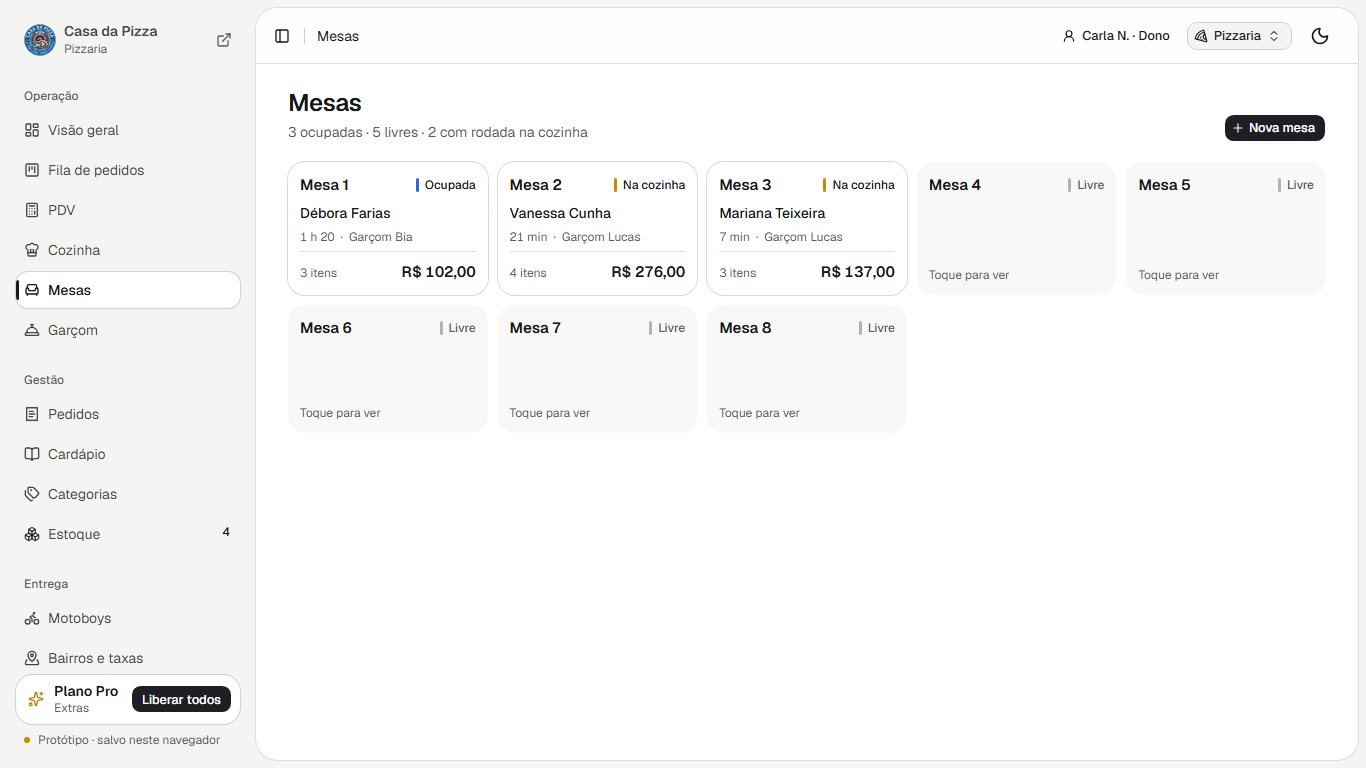 Casa da Pizza
Pizzaria
Operação
Visão geral
Fila de pedidos
PDV
Cozinha
Mesas
Garçom
Gestão
Pedidos
Cardápio
Categorias
Estoque 4
Entrega
Motoboys
Bairros e taxas
Plano Pro
Extras
Liberar todos
Protótipo · salvo neste navegador
Mesas
Carla N. · Dono
Pizzaria
Mesas
3 ocupadas · 5 livres · 2 com rodada na cozinha
Nova mesa
Mesa 1 Ocupada
Débora Farias
1 h 20 · Garçom Bia
3 itens R$ 102,00
Mesa 2 Na cozinha
Vanessa Cunha
21 min · Garçom Lucas
4 itens R$ 276,00
Mesa 3 Na cozinha
Mariana Teixeira
7 min · Garçom Lucas
3 itens R$ 137,00
Mesa 4 Livre
Toque para ver
Mesa 5 Livre
Toque para ver
Mesa 6 Livre
Toque para ver
Mesa 7 Livre
Toque para ver
Mesa 8 Livre
Toque para ver